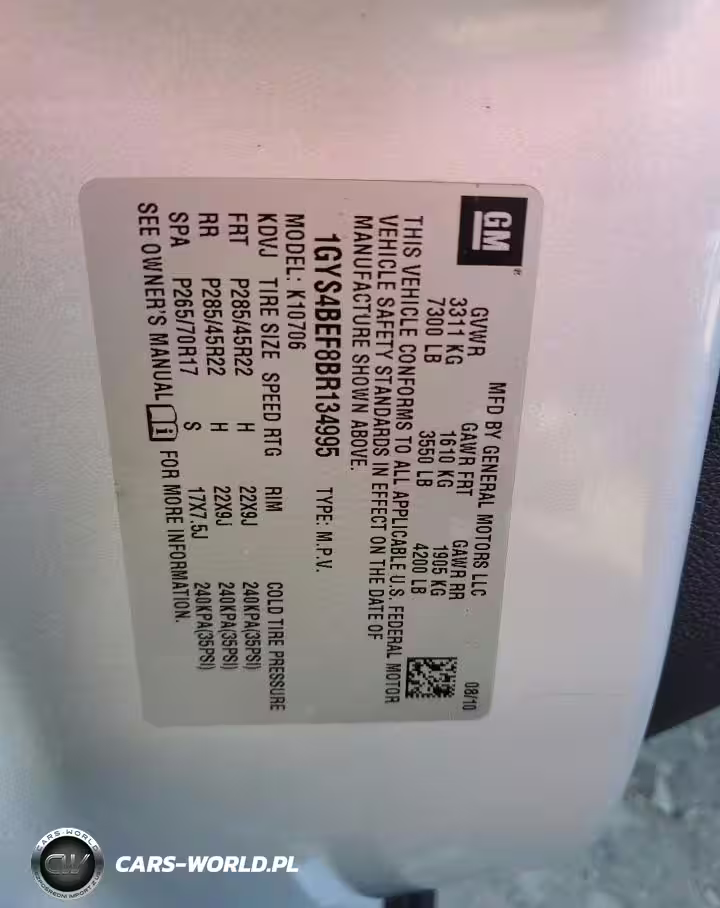 GM
MFD BY GENERAL MOTORS LLC 08/10
GVWR GAWR FRT GAWR RR
3311 KG 1610 KG 1905 KG
7300 LB 3550 LB 4200 LB
THIS VEHICLE CONFORMS TO ALL APPLICABLE U.S. FEDERAL MOTOR
VEHICLE SAFETY STANDARDS IN EFFECT ON THE DATE OF
MANUFACTURE SHOWN ABOVE.
1GYS4BEF8BR134995 TYPE: M.P.V.
MODEL: K10706
KDVJ TIRE SIZE SPEED RTG RIM COLD TIRE PRESSURE
FRT P285/45R22 H 22X9J 240KPA(35PSI)
RR P285/45R22 H 22X9J 240KPA(35PSI)
SPA P265/70R17 S 17X7.5J 240KPA(35PSI)
SEE OWNER'S MANUAL FOR MORE INFORMATION.
CARS-WORLD
CW
CARS-WORLD.PL